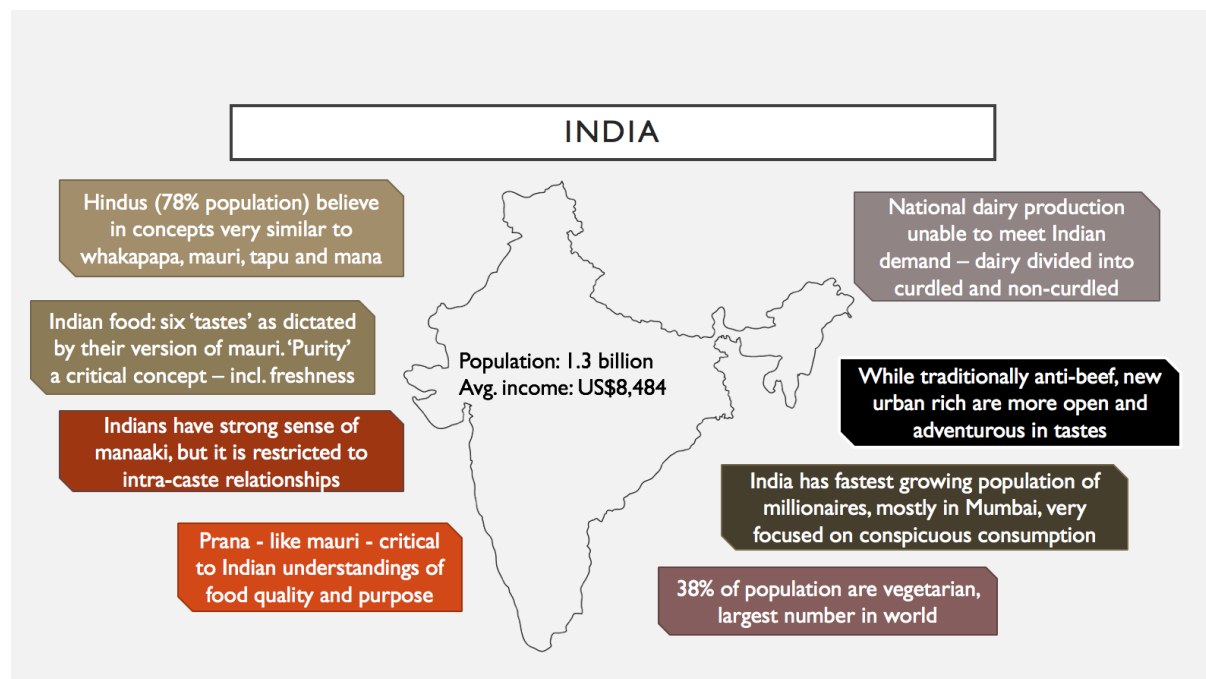 INDIA
Hindus (78% population) believe
in concepts very similar to
whakapapa, mauri, tapu and mana
Indian food: six ‘tastes’ as dictated
by their version of mauri. ‘Purity’
a critical concept – incl. freshness
Indians have strong sense of
manaaki, but it is restricted to
intra-caste relationships
Prana - like mauri - critical
to Indian understandings of
food quality and purpose
Population: 1.3 billion
Avg. income: US$8,484
National dairy production
unable to meet Indian
demand – dairy divided into
curdled and non-curdled
While traditionally anti-beef, new
urban rich are more open and
adventurous in tastes
India has fastest growing population of
millionaires, mostly in Mumbai, very
focused on conspicuous consumption
38% of population are vegetarian,
largest number in world